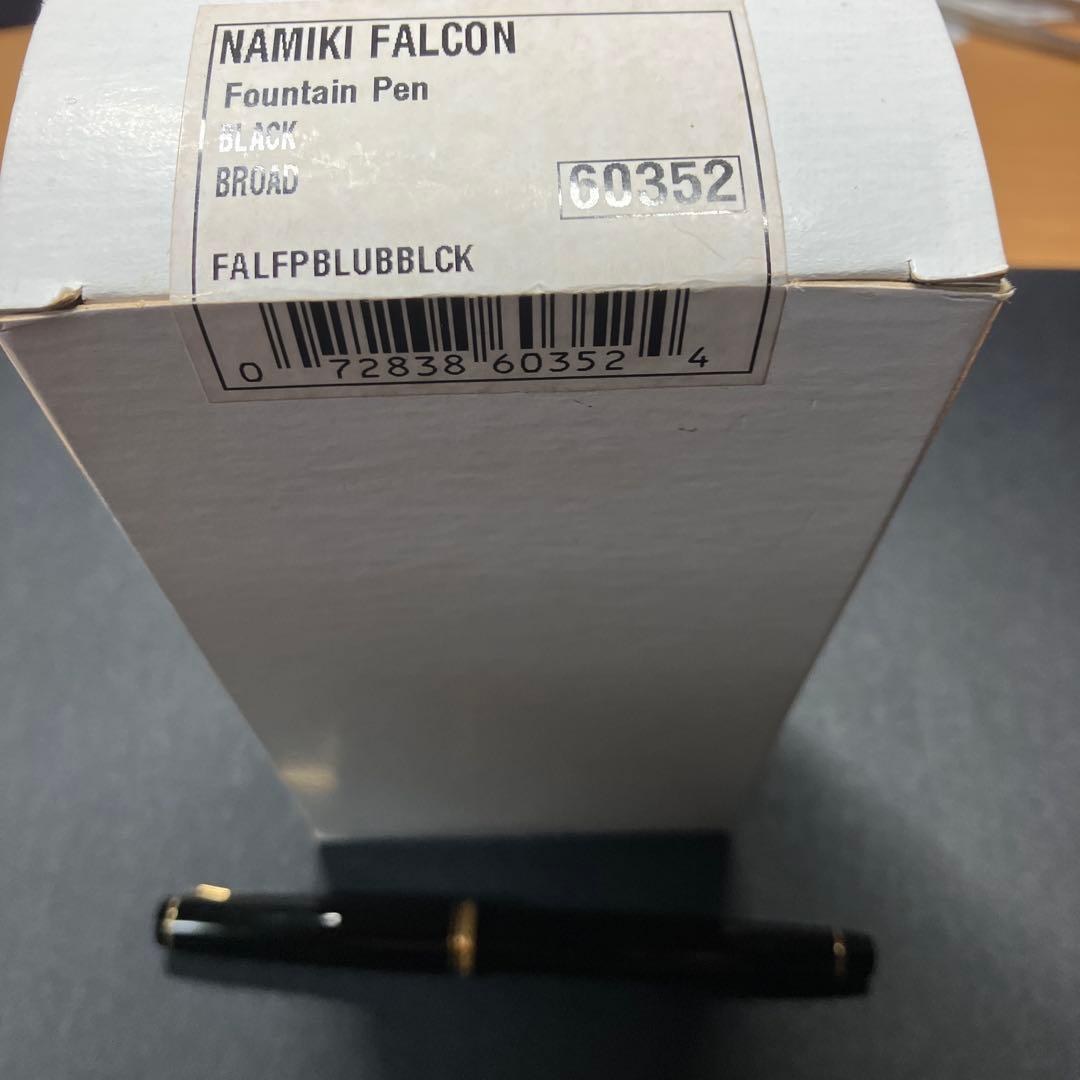 NAMIKI FALCON
Fountain Pen
BLACK
BROAD
60352
FALFPBLUBBLCK
0 72838 60352 4